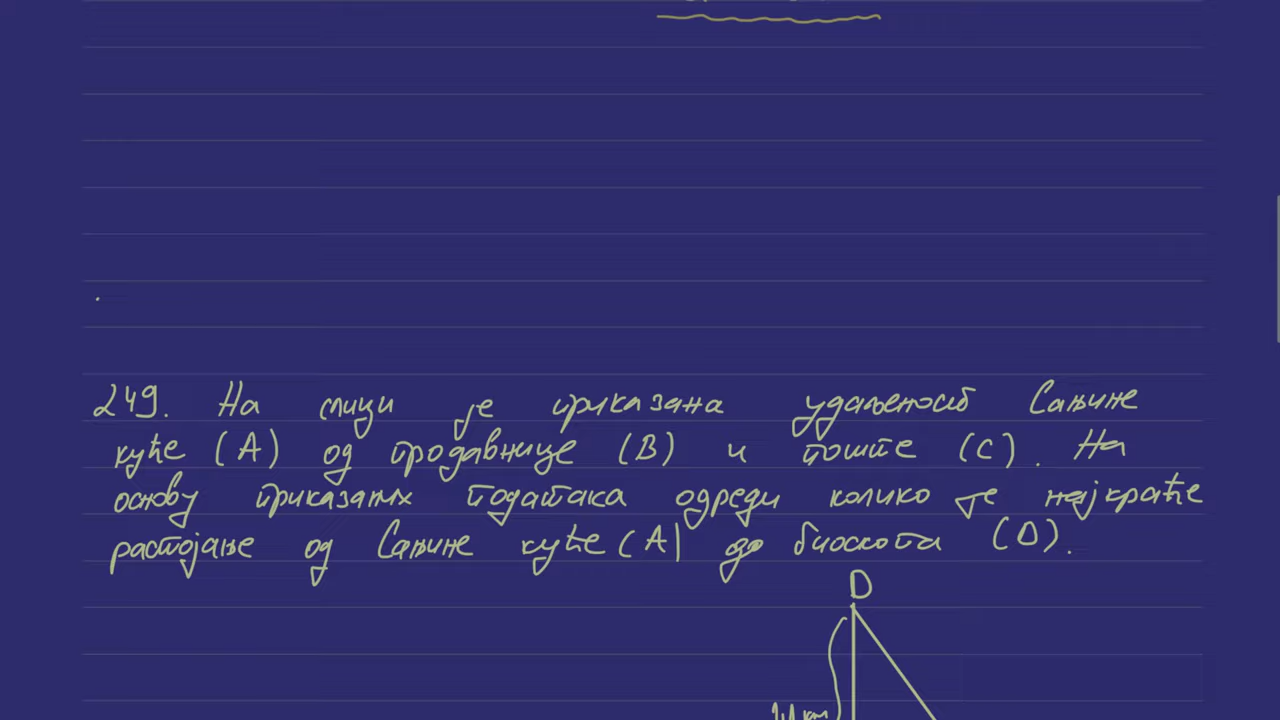 249. На слици је приказана удаљеност Сањине
куће (A) од продавнице (B) и поште (C). На
основу приказаних података одреди колико је најкраће
растојање од Сањине куће (A) до биоскопа (D).
D